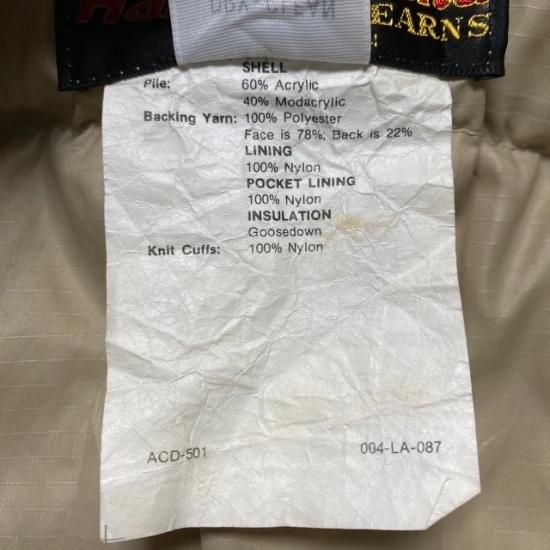 EARNS
SHELL
Pile: 60% Acrylic
40% Modacrylic
Backing Yarn: 100% Polyester
Face is 78%; Back is 22%
LINING
100% Nylon
POCKET LINING
100% Nylon
INSULATION
Goosedown
Knit Cuffs: 100% Nylon
ACD-501 004-LA-087